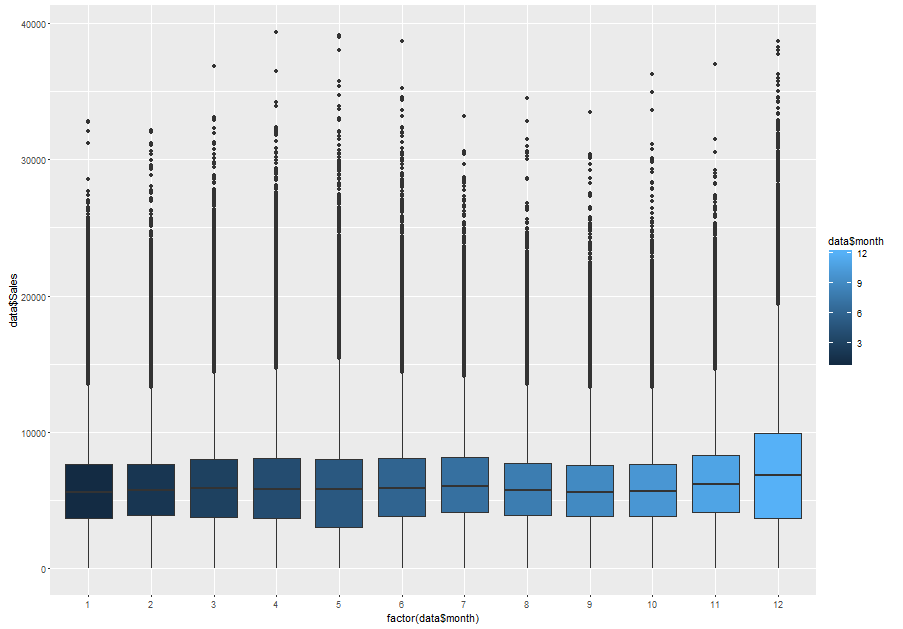 40000
30000
20000
10000
0
data$Sales
1 2 3 4 5 6 7 8 9 10 11 12
factor(data$month)
data$month
12
9
6
3